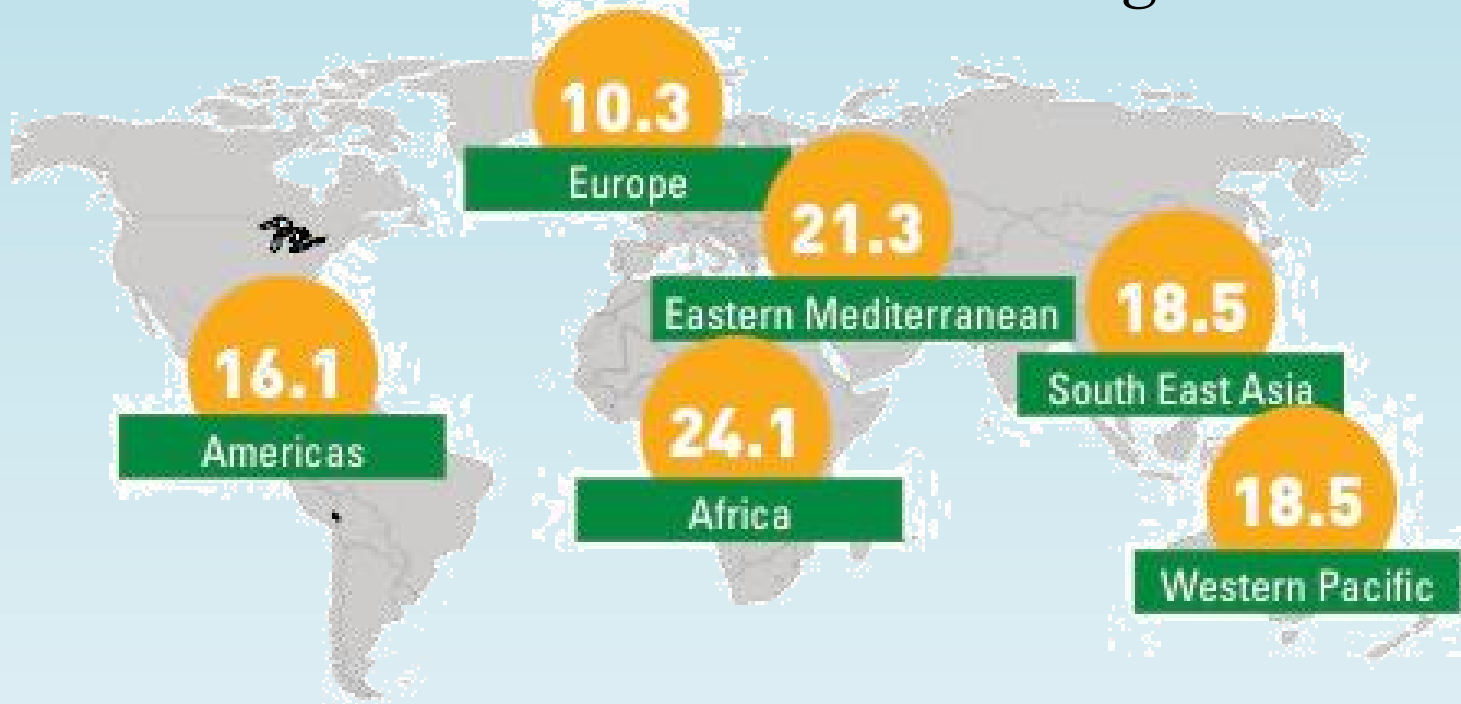 10.3
Europe
21.3
Eastern Mediterranean
18.5
South East Asia
16.1
Americas
24.1
Africa
18.5
Western Pacific